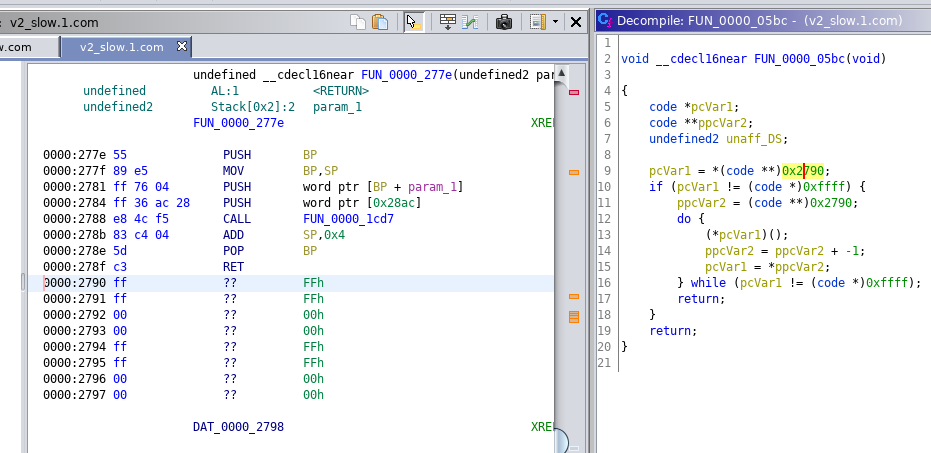 : v2_slow.1.com
w.com
v2_slow.1.com
undefined __cdecl16near FUN_0000_277e(undefined2 par
undefined AL:1 <RETURN>
undefined2 Stack[0x2]:2 param_1
FUN_0000_277e XREF
0000:277e 55 PUSH BP
0000:277f 89 e5 MOV BP,SP
0000:2781 ff 76 04 PUSH word ptr [BP + param_1]
0000:2784 ff 36 ac 28 PUSH word ptr [0x28ac]
0000:2788 e8 4c f5 CALL FUN_0000_1cd7
0000:278b 83 c4 04 ADD SP,0x4
0000:278e 5d POP BP
0000:278f c3 RET
0000:2790 ff ?? FFh
0000:2791 ff ?? FFh
0000:2792 00 ?? 00h
0000:2793 00 ?? 00h
0000:2794 ff ?? FFh
0000:2795 ff ?? FFh
0000:2796 00 ?? 00h
0000:2797 00 ?? 00h
DAT_0000_2798 XREF
Decompile: FUN_0000_05bc - (v2_slow.1.com)
1
2 void __cdecl16near FUN_0000_05bc(void)
3
4 {
5 code *pcVar1;
6 code **ppcVar2;
7 undefined2 unaff_DS;
8
9 pcVar1 = *(code **)0x2790;
10 if (pcVar1 != (code *)0xffff) {
11 ppcVar2 = (code **)0x2790;
12 do {
13 (*pcVar1)();
14 ppcVar2 = ppcVar2 + -1;
15 pcVar1 = *ppcVar2;
16 } while (pcVar1 != (code *)0xffff);
17 return;
18 }
19 return;
20 }
21